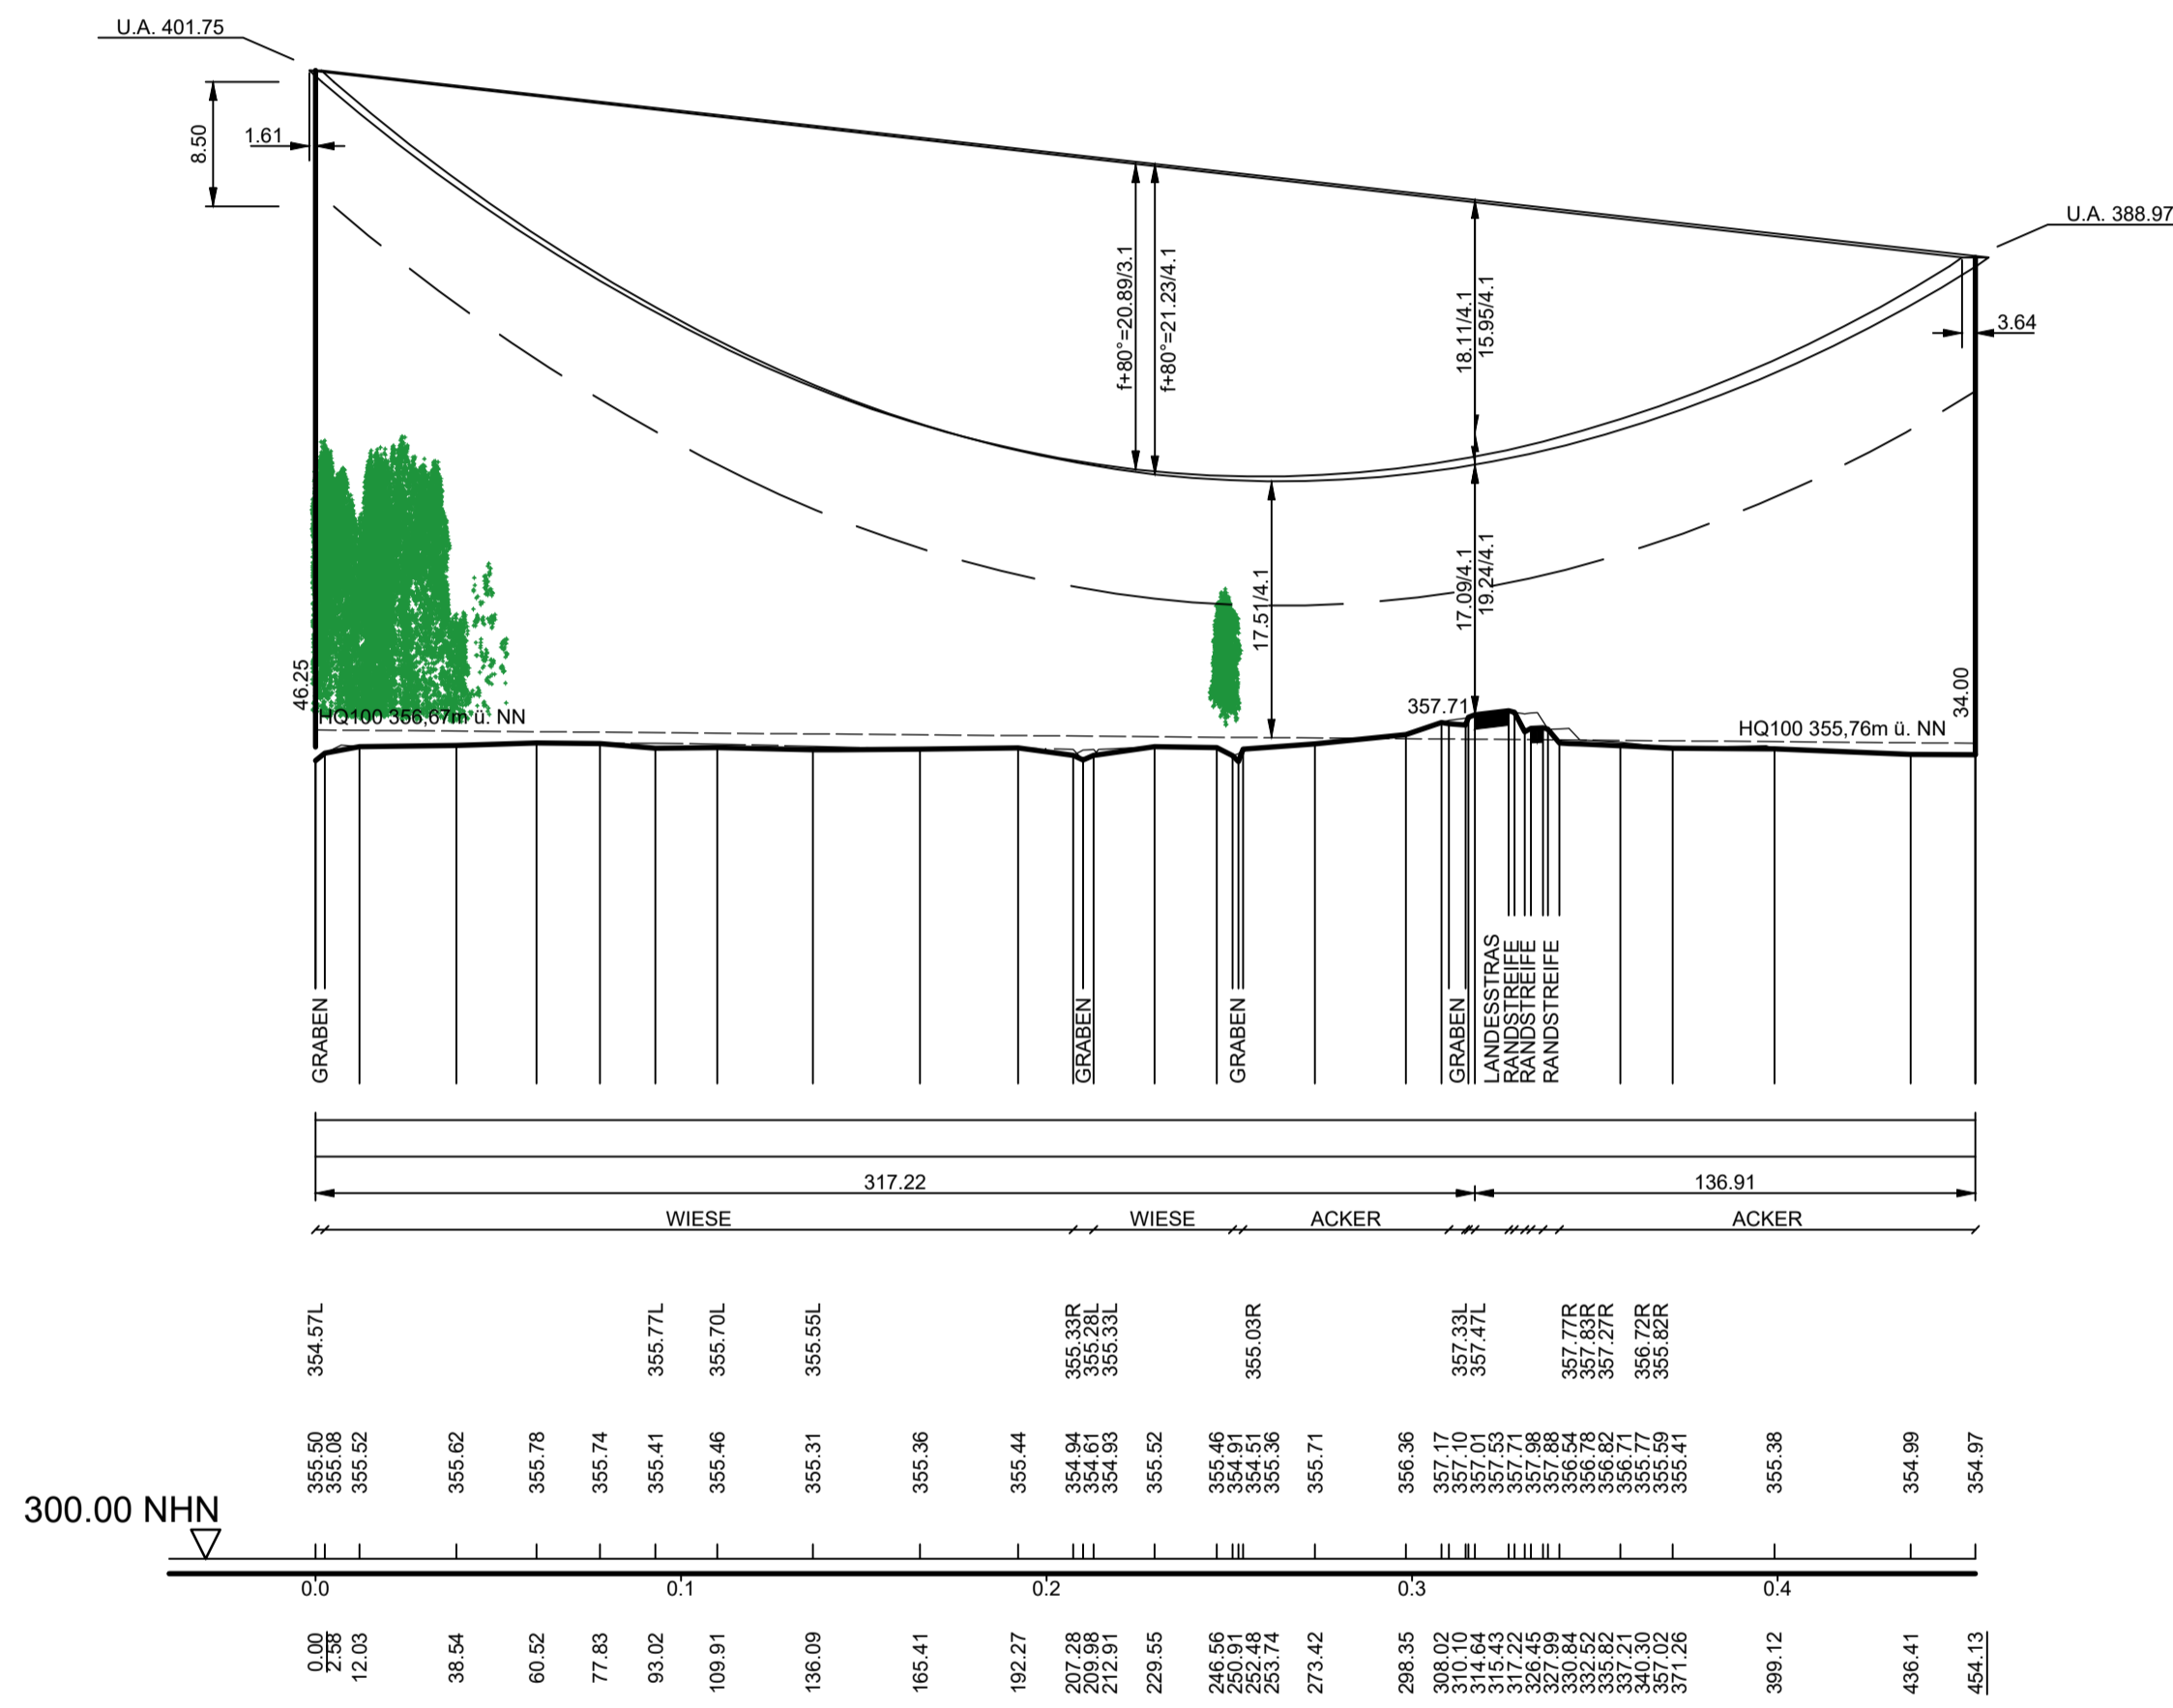 U.A. 401.75
8.50
1.61
U.A. 388.97
3.64
f+80°=20.89/3.1
f+80°=21.23/4.1
18.11/4.1
15.95/4.1
17.51/4.1
17.09/4.1
19.24/4.1
46.25
34.00
HQ100 356,67m ü. NN
357.71
HQ100 355,76m ü. NN
GRABEN
GRABEN
GRABEN
GRABEN
LANDESSTRAS
RANDSTREIFE
RANDSTREIFE
RANDSTREIFE
317.22
136.91
WIESE
WIESE
ACKER
ACKER
354.57L
355.77L
355.70L
355.55L
355.33R
355.28L
355.33L
355.03R
357.33L
357.47L
357.77R
357.83R
357.27R
356.72R
355.82R
355.50
355.08
355.52
355.62
355.78
355.74
355.41
355.46
355.31
355.36
355.44
354.94
354.61
354.93
355.52
355.46
354.91
354.51
355.36
355.71
356.36
357.17
357.10
357.01
357.53
357.71
357.98
357.88
356.54
356.78
356.82
356.71
355.77
355.59
355.41
355.38
354.99
354.97
300.00 NHN
0.0
0.1
0.2
0.3
0.4
0.00
2.58
12.03
38.54
60.52
77.83
93.02
109.91
136.09
165.41
192.27
207.28
209.98
212.91
229.55
246.56
250.91
252.48
253.74
273.42
298.35
308.02
310.10
314.64
315.43
317.22
326.45
327.99
330.84
332.52
335.82
337.21
340.30
357.02
371.26
399.12
436.41
454.13